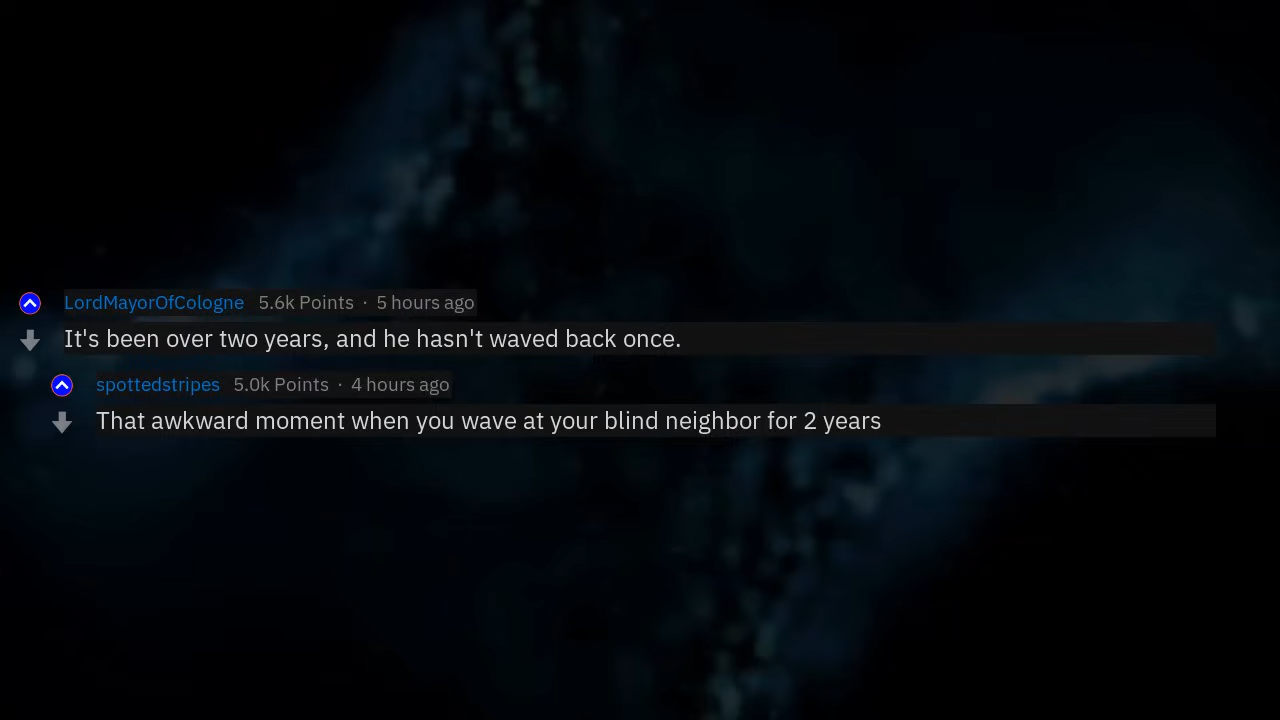 LordMayorOfCologne 5.6k Points · 5 hours ago
It's been over two years, and he hasn't waved back once.
spottedstripes 5.0k Points · 4 hours ago
That awkward moment when you wave at your blind neighbor for 2 years